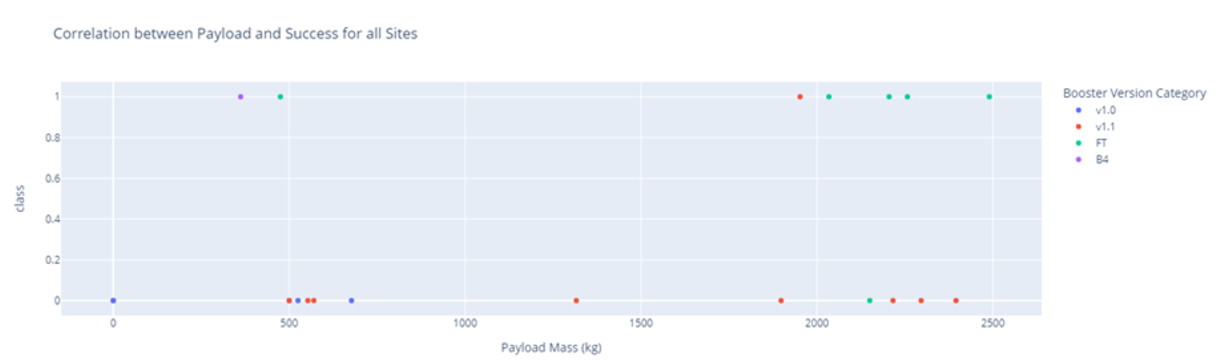 Correlation between Payload and Success for all Sites
1
0.8
0.6
0.4
0.2
0
class
0 500 1000 1500 2000 2500
Payload Mass (kg)
Booster Version Category
v1.0
v1.1
FT
B4